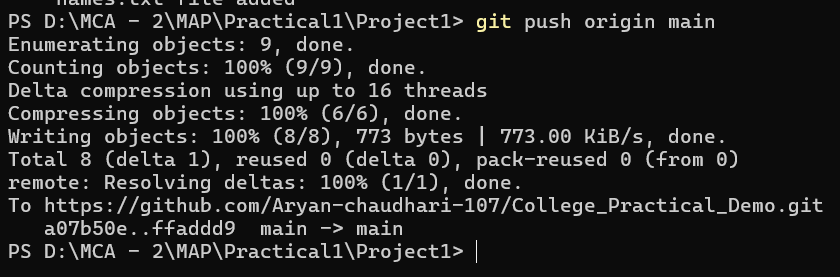 names.txt file added
PS D:\MCA - 2\MAP\Practical1\Project1> git push origin main
Enumerating objects: 9, done.
Counting objects: 100% (9/9), done.
Delta compression using up to 16 threads
Compressing objects: 100% (6/6), done.
Writing objects: 100% (8/8), 773 bytes | 773.00 KiB/s, done.
Total 8 (delta 1), reused 0 (delta 0), pack-reused 0 (from 0)
remote: Resolving deltas: 100% (1/1), done.
To https://github.com/Aryan-chaudhari-107/College_Practical_Demo.git
   a07b50e..ffaddd9  main -> main
PS D:\MCA - 2\MAP\Practical1\Project1>